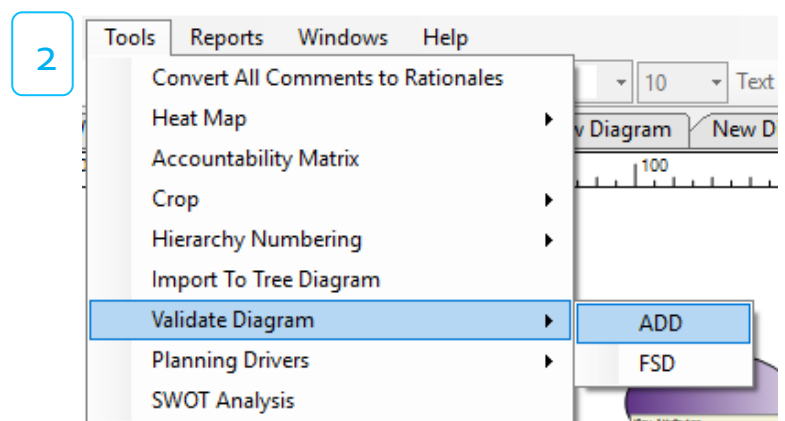 2
Tools Reports Windows Help
Convert All Comments to Rationales
10 Text
Heat Map
Diagram New D
Accountability Matrix
100
Crop
Hierarchy Numbering
Import To Tree Diagram
Validate Diagram
ADD
Planning Drivers
FSD
SWOT Analysis